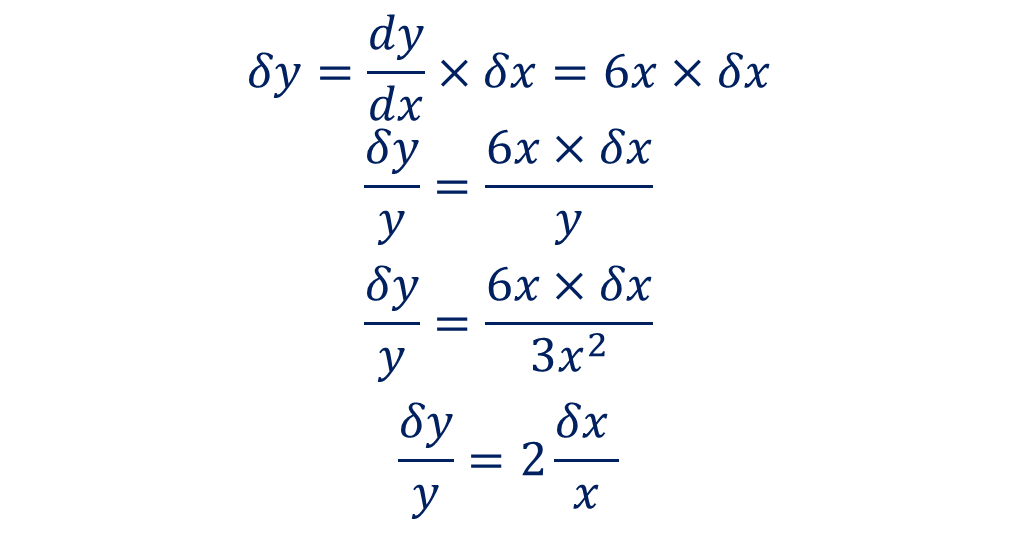 δy = dy/dx × δx = 6x × δx
δy/y = (6x × δx)/y
δy/y = (6x × δx)/(3x²)
δy/y = 2 δx/x